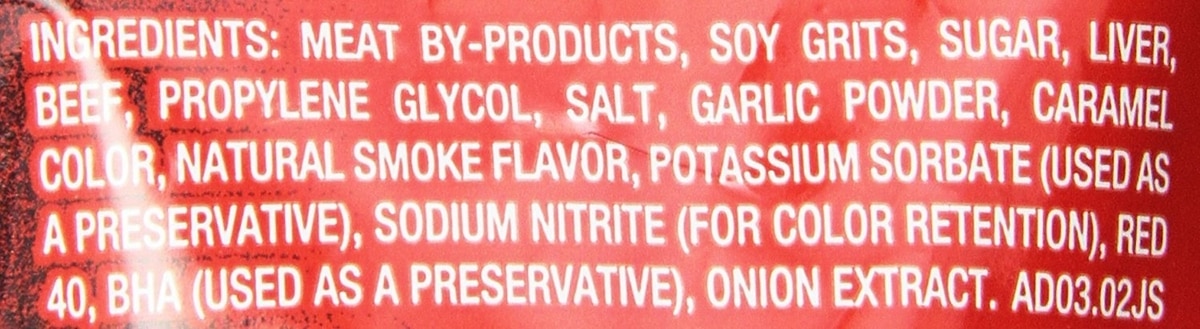 INGREDIENTS: MEAT BY-PRODUCTS, SOY GRITS, SUGAR, LIVER,
BEEF, PROPYLENE GLYCOL, SALT, GARLIC POWDER, CARAMEL
COLOR, NATURAL SMOKE FLAVOR, POTASSIUM SORBATE (USED AS
A PRESERVATIVE), SODIUM NITRITE (FOR COLOR RETENTION), RED
40, BHA (USED AS A PRESERVATIVE), ONION EXTRACT. AD03.02JS